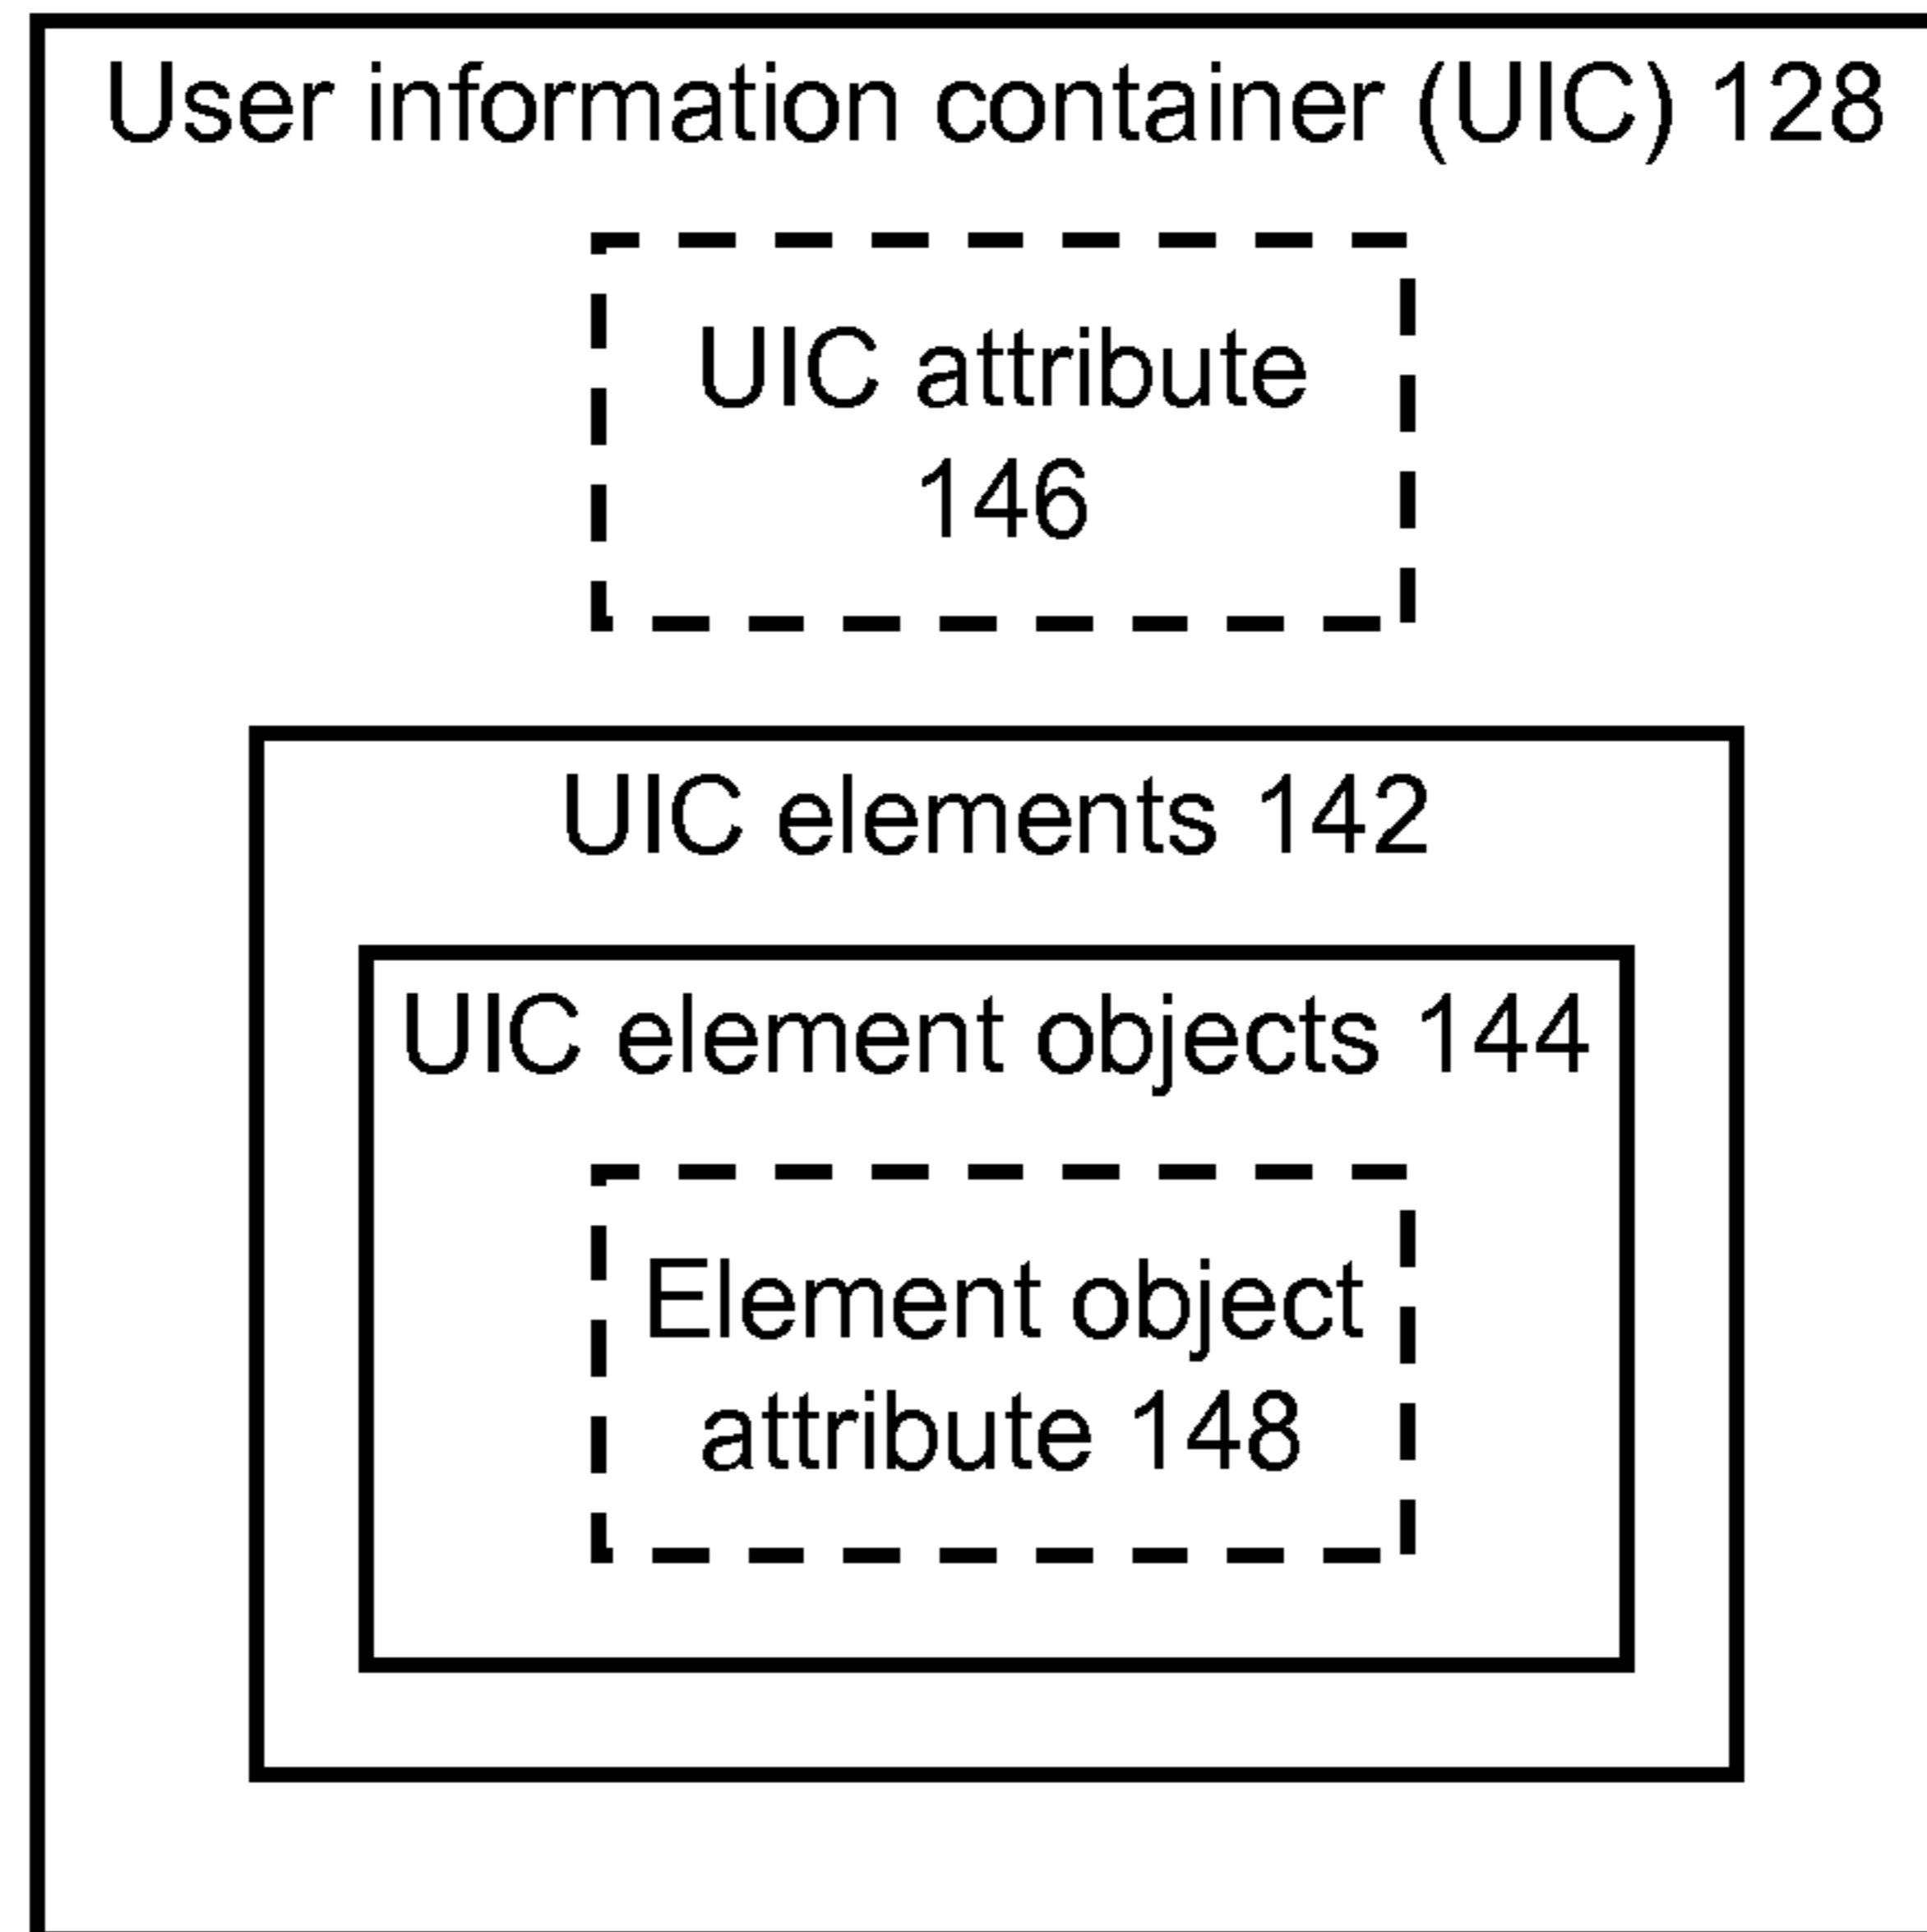 User information container (UIC) 128
UIC attribute
146
UIC elements 142
UIC element objects 144
Element object
attribute 148